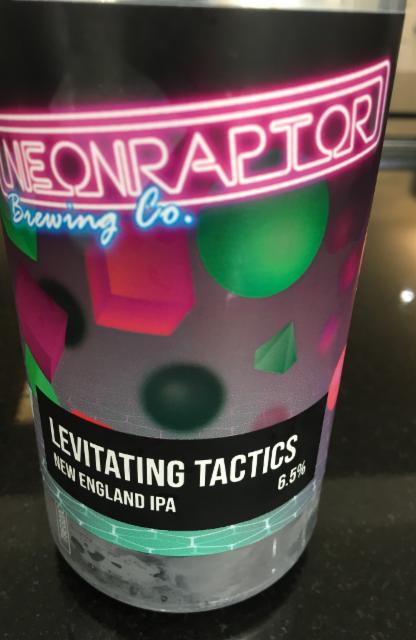 NEONRAPTOR
Brewing Co.
LEVITATING TACTICS
NEW ENGLAND IPA
6.5%